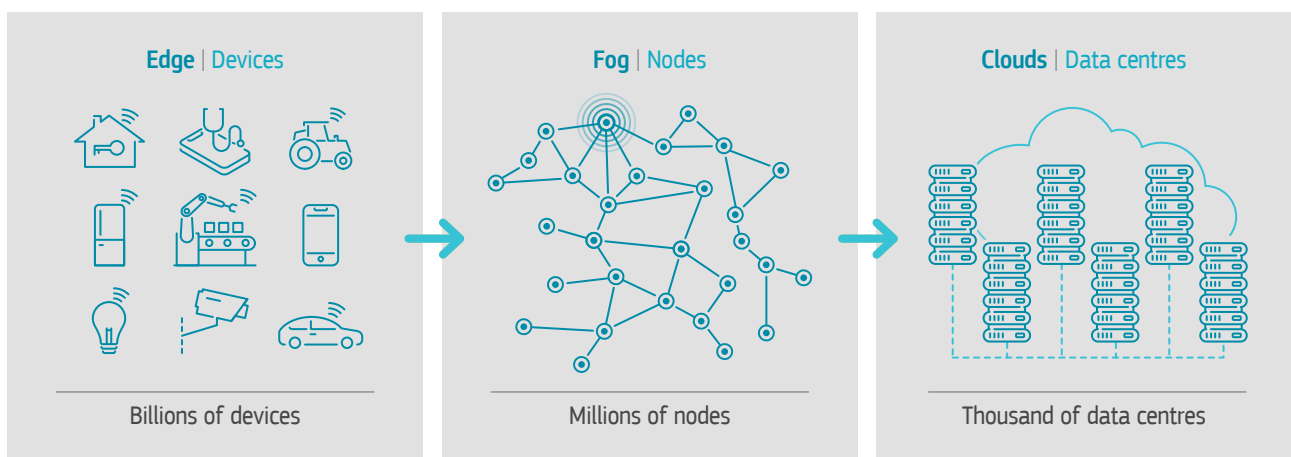 Edge | Devices
Fog | Nodes
Clouds | Data centres
Billions of devices
Millions of nodes
Thousand of data centres